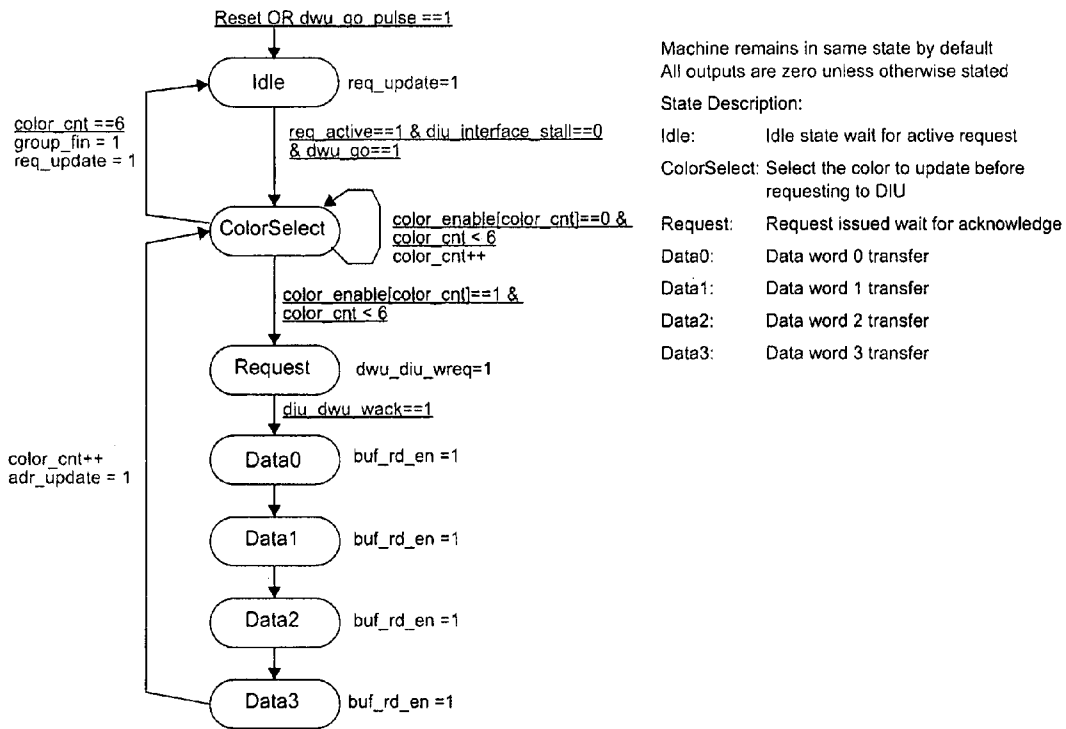 Reset OR dwu_go_pulse ==1
Idle
req_update=1
color_cnt ==6
group_fin = 1
req_update = 1
req_active==1 & diu_interface_stall==0
& dwu_go==1
ColorSelect
color_enable[color_cnt]==0 &
color_cnt < 6
color_cnt++
color_enable[color_cnt]==1 &
color_cnt < 6
Request
dwu_diu_wreq=1
diu_dwu_wack==1
Data0
buf_rd_en =1
color_cnt++
adr_update = 1
Data1
buf_rd_en =1
Data2
buf_rd_en =1
Data3
buf_rd_en =1
Machine remains in same state by default
All outputs are zero unless otherwise stated
State Description:
Idle: Idle state wait for active request
ColorSelect: Select the color to update before
requesting to DIU
Request: Request issued wait for acknowledge
Data0: Data word 0 transfer
Data1: Data word 1 transfer
Data2: Data word 2 transfer
Data3: Data word 3 transfer